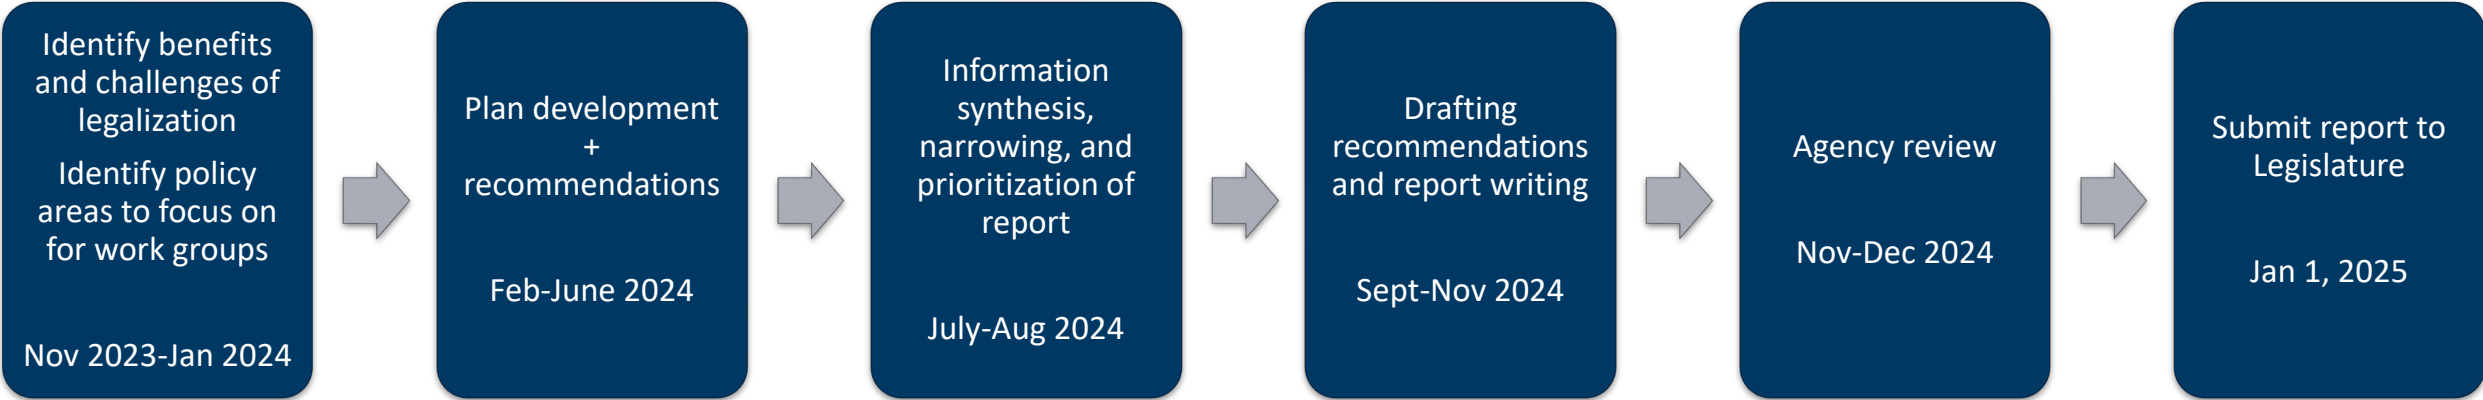 Identify benefits
and challenges of
legalization
Identify policy
areas to focus on
for work groups
Nov 2023-Jan 2024
Plan development
+
recommendations
Feb-June 2024
Information
synthesis,
narrowing, and
prioritization of
report
July-Aug 2024
Drafting
recommendations
and report writing
Sept-Nov 2024
Agency review
Nov-Dec 2024
Submit report to
Legislature
Jan 1, 2025